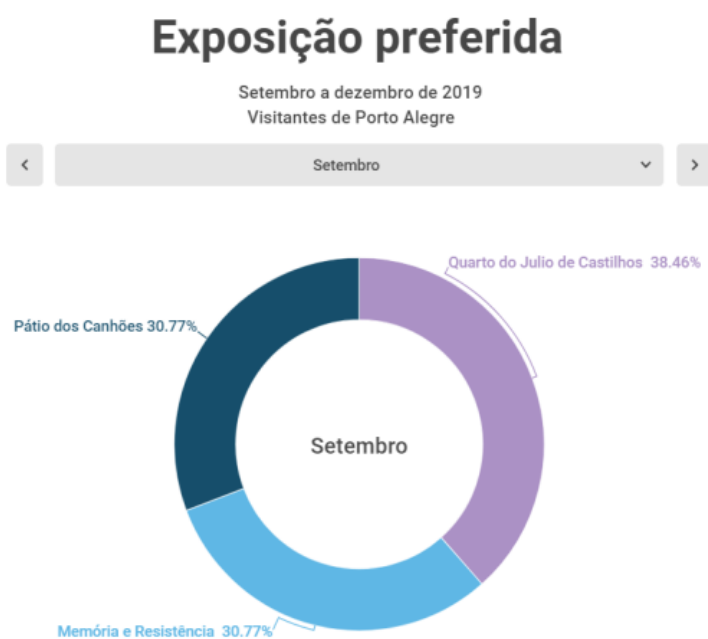 Exposição preferida
Setembro a dezembro de 2019
Visitantes de Porto Alegre
Setembro
Quarto do Julio de Castilhos 38.46%
Pátio dos Canhões 30.77%
Setembro
Memória e Resistência 30.77%